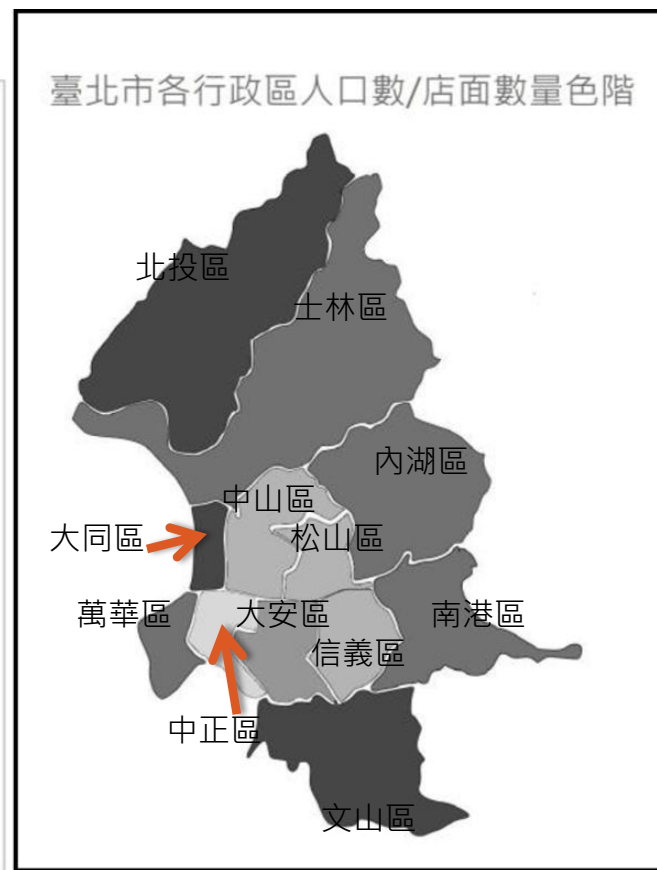 臺北市各行政區人口數/店面數量色階
北投區
士林區
內湖區
中山區
大同區
松山區
萬華區
大安區
南港區
信義區
中正區
文山區